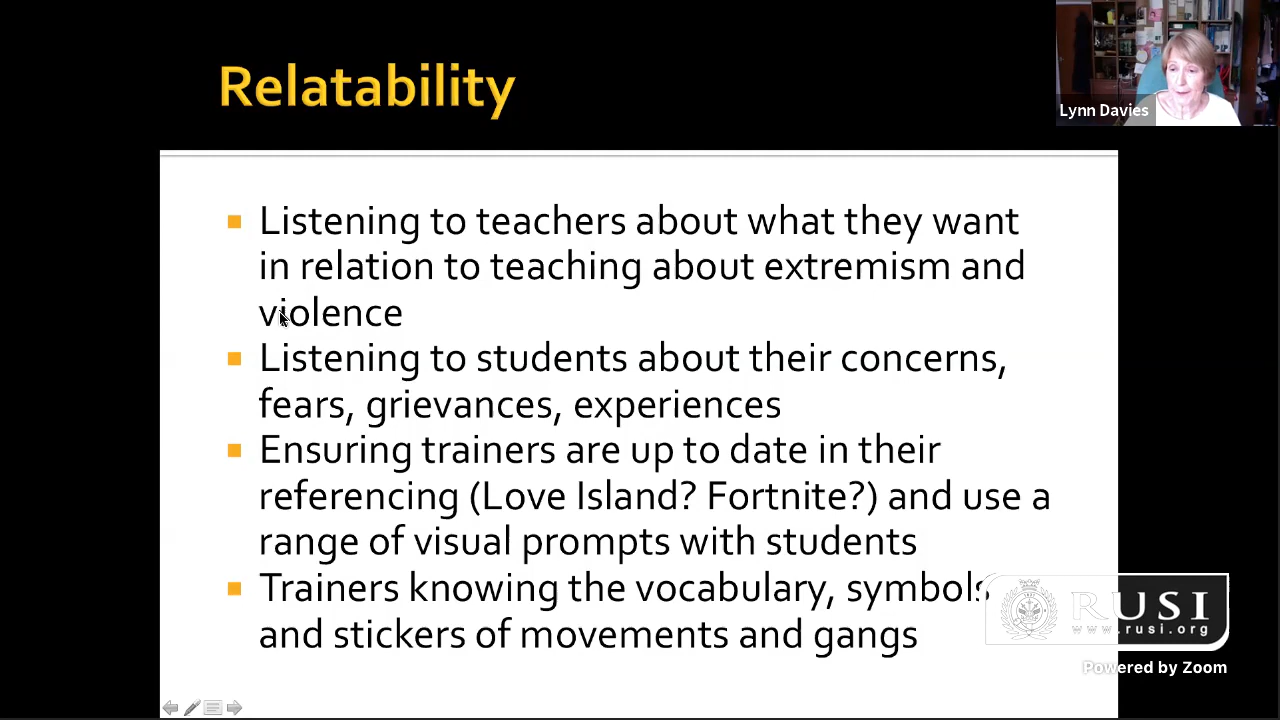 Relatability
Lynn Davies
Listening to teachers about what they want
in relation to teaching about extremism and
violence
Listening to students about their concerns,
fears, grievances, experiences
Ensuring trainers are up to date in their
referencing (Love Island? Fortnite?) and use a
range of visual prompts with students
Trainers knowing the vocabulary, symbols
and stickers of movements and gangs
RUSI
www.rusi.org
Powered by Zoom